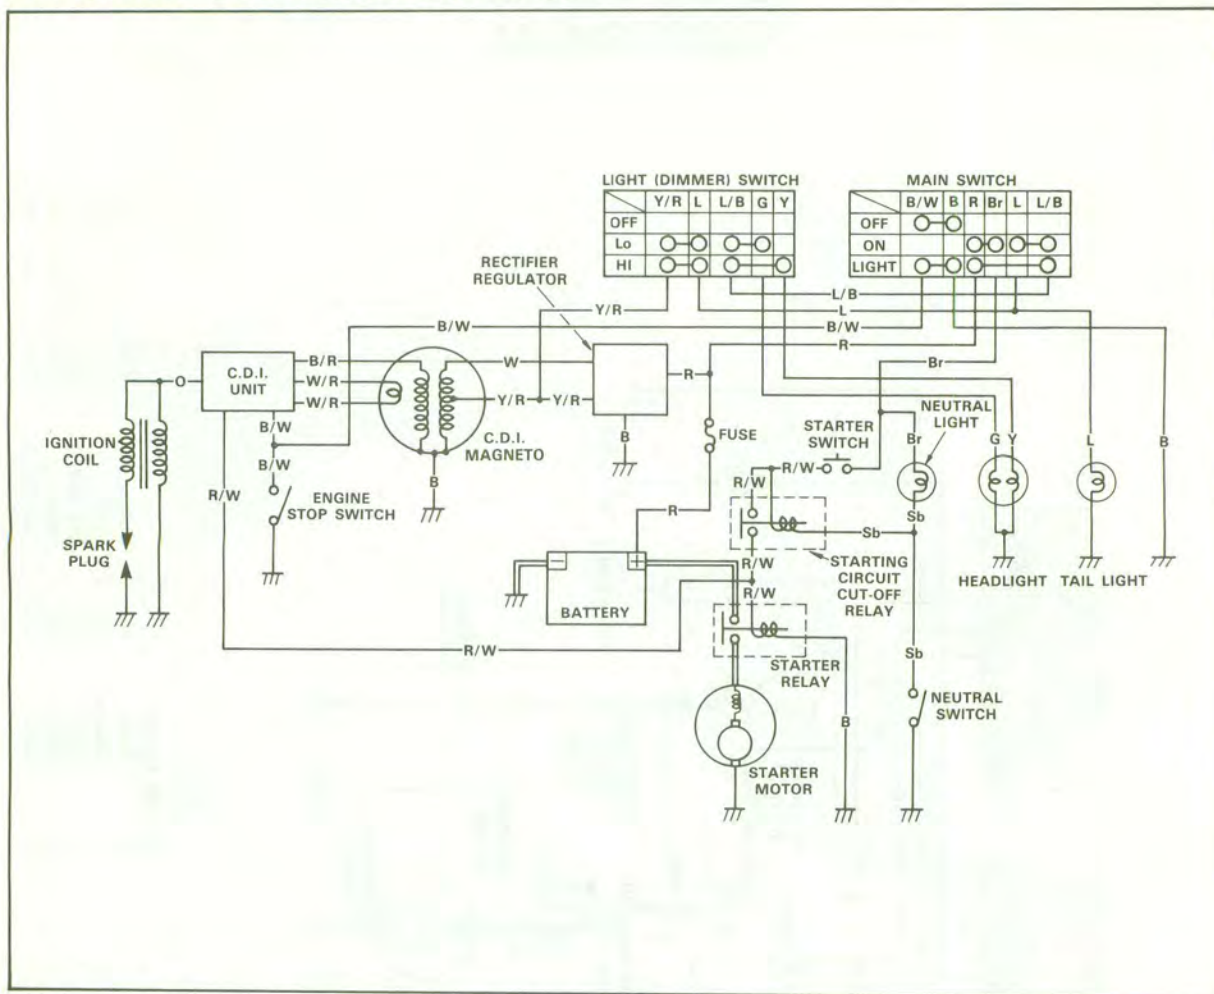 LIGHT (DIMMER) SWITCH
Y/R L L/B G Y
OFF
Lo
HI
MAIN SWITCH
B/W B R Br L L/B
OFF
ON
LIGHT
RECTIFIER
REGULATOR
L/B
L
Y/R
B/W
B/W
R
Br
C.D.I.
UNIT
O
B/R
W/R
W/R
B/W
B/W
R/W
W
Y/R
Y/R
R
B
C.D.I.
MAGNETO
B
IGNITION
COIL
SPARK
PLUG
ENGINE
STOP SWITCH
FUSE
R
STARTER
SWITCH
R/W
R/W
Br
NEUTRAL
LIGHT
Sb
Sb
G
Y
L
B
HEADLIGHT
TAIL LIGHT
STARTING
CIRCUIT
CUT-OFF
RELAY
R/W
R/W
− +
BATTERY
R/W
STARTER
RELAY
B
Sb
NEUTRAL
SWITCH
STARTER
MOTOR